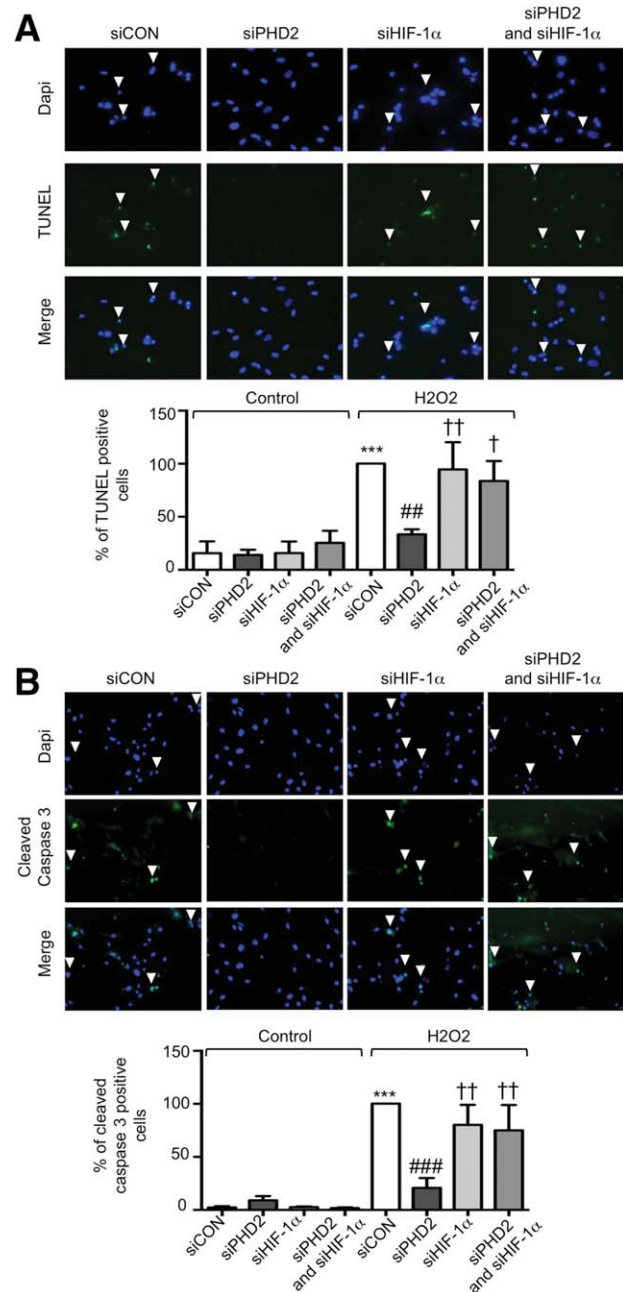 A
siCON
siPHD2
siHIF-1α
siPHD2
and siHIF-1α
Dapi
TUNEL
Merge
Control
H2O2
% of TUNEL positive
cells
150
100
50
0
***
##
††
†
siCON
siPHD2
siHIF-1α
siPHD2
and siHIF-1α
siCON
siPHD2
siHIF-1α
siPHD2
and siHIF-1α
B
siCON
siPHD2
siHIF-1α
siPHD2
and siHIF-1α
Dapi
Cleaved
Caspase 3
Merge
Control
H2O2
% of cleaved
caspase 3 positive
cells
150
100
50
0
***
###
††
††
siCON
siPHD2
siHIF-1α
siPHD2
and siHIF-1α
siCON
siPHD2
siHIF-1α
siPHD2
and siHIF-1α